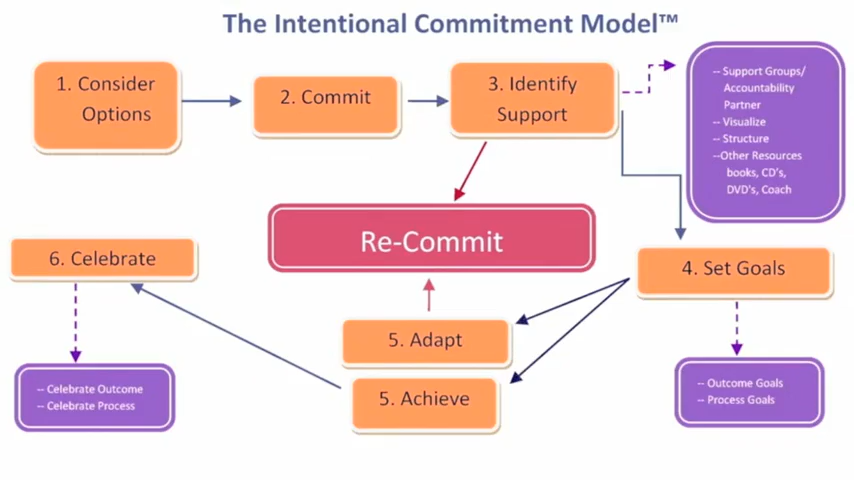 The Intentional Commitment Model™
1. Consider
Options
2. Commit
3. Identify
Support
-- Support Groups/
Accountability
Partner
-- Visualize
-- Structure
--Other Resources
books, CD's,
DVD's, Coach
Re-Commit
6. Celebrate
4. Set Goals
5. Adapt
5. Achieve
-- Celebrate Outcome
-- Celebrate Process
-- Outcome Goals
-- Process Goals